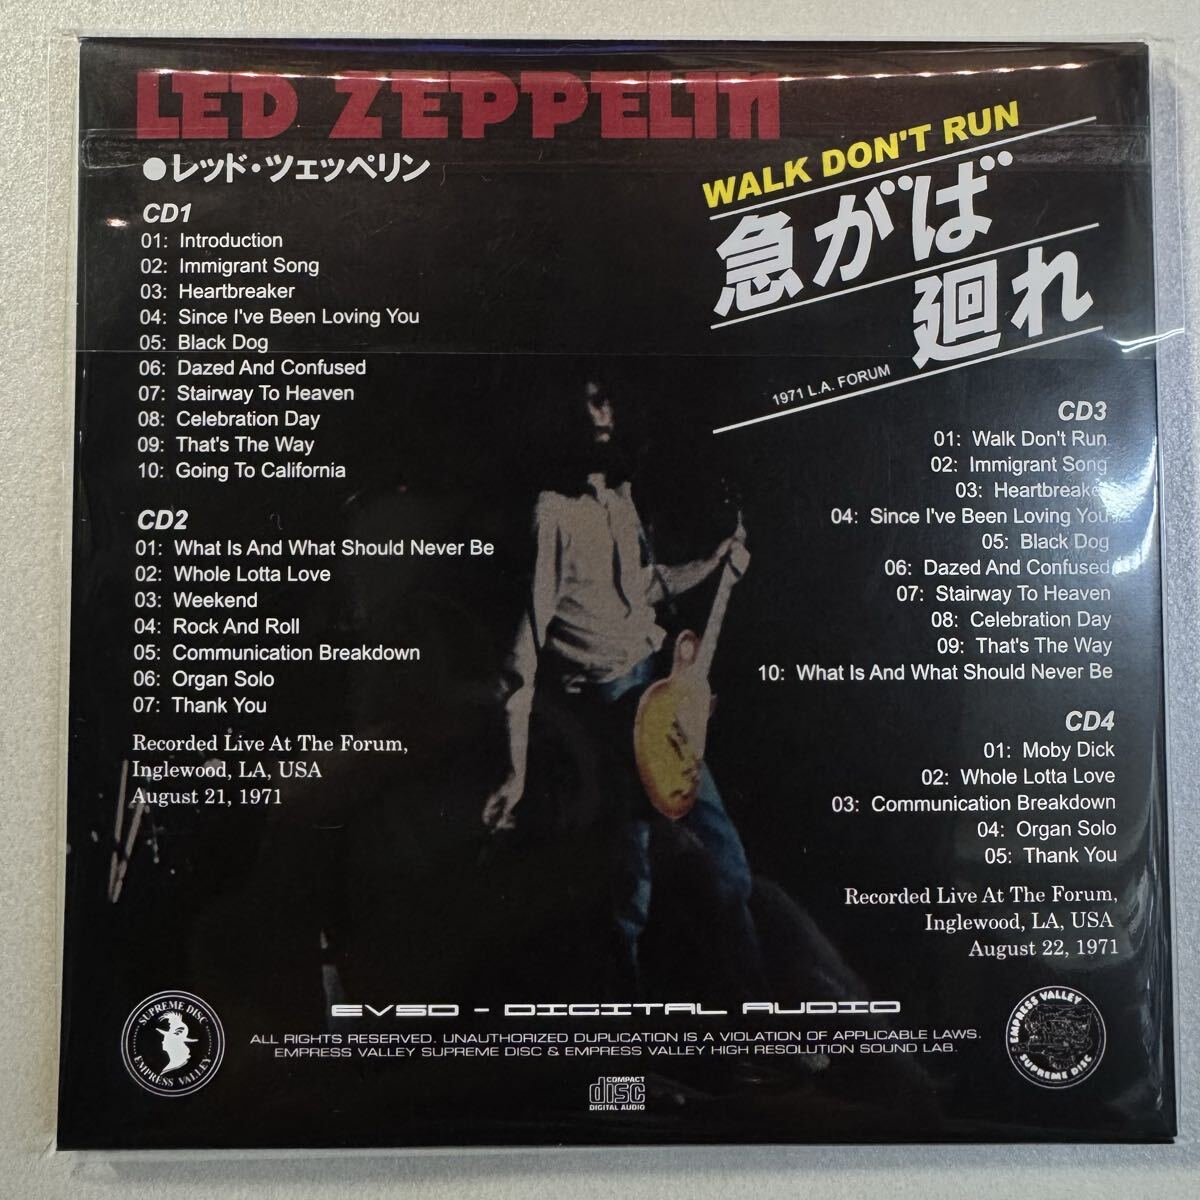 LED ZEPPELIN
●レッド・ツェッペリン
WALK DON'T RUN
急がば
廻れ
1971 L.A. FORUM
CD1
01: Introduction
02: Immigrant Song
03: Heartbreaker
04: Since I've Been Loving You
05: Black Dog
06: Dazed And Confused
07: Stairway To Heaven
08: Celebration Day
09: That's The Way
10: Going To California
CD2
01: What Is And What Should Never Be
02: Whole Lotta Love
03: Weekend
04: Rock And Roll
05: Communication Breakdown
06: Organ Solo
07: Thank You
Recorded Live At The Forum,
Inglewood, LA, USA
August 21, 1971
CD3
01: Walk Don't Run
02: Immigrant Song
03: Heartbreaker
04: Since I've Been Loving You
05: Black Dog
06: Dazed And Confused
07: Stairway To Heaven
08: Celebration Day
09: That's The Way
10: What Is And What Should Never Be
CD4
01: Moby Dick
02: Whole Lotta Love
03: Communication Breakdown
04: Organ Solo
05: Thank You
Recorded Live At The Forum,
Inglewood, LA, USA
August 22, 1971
SUPREME DISC
EMPRESS VALLEY
EVSD - DIGITAL AUDIO
ALL RIGHTS RESERVED. UNAUTHORIZED DUPLICATION IS A VIOLATION OF APPLICABLE LAWS.
EMPRESS VALLEY SUPREME DISC & EMPRESS VALLEY HIGH RESOLUTION SOUND LAB.
COMPACT
disc
DIGITAL AUDIO
EMPRESS VALLEY
SUPREME DISC